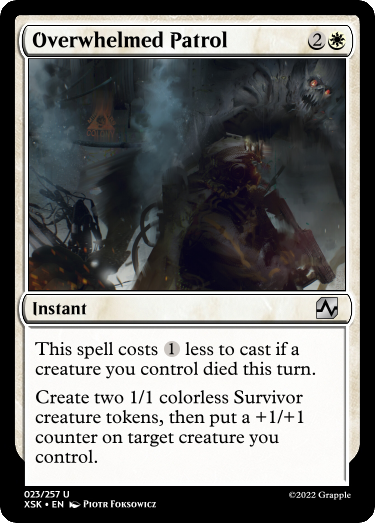 Overwhelmed Patrol 2
Instant
This spell costs 1 less to cast if a
creature you control died this turn.
Create two 1/1 colorless Survivor
creature tokens, then put a +1/+1
counter on target creature you
control.
023/257 U
XSK • EN Piotr Foksowicz
©2022 Grapple